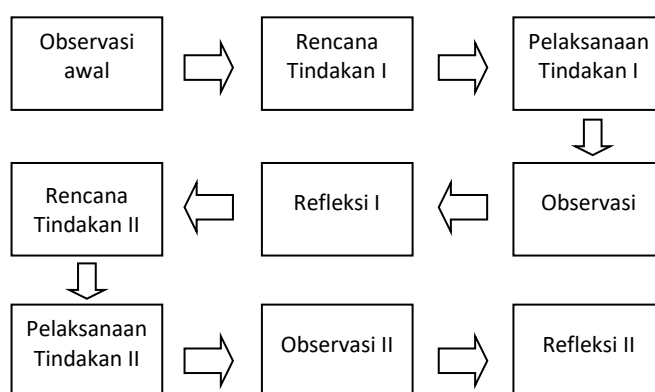 Observasi
awal
Rencana
Tindakan I
Pelaksanaan
Tindakan I
Observasi
Refleksi I
Rencana
Tindakan II
Pelaksanaan
Tindakan II
Observasi II
Refleksi II